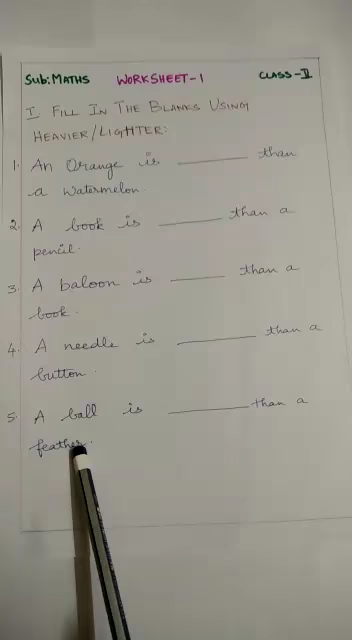 Sub: MATHS WORKSHEET-1 CLASS-II
I FILL IN THE BLANKS USING
HEAVIER/LIGHTER:
1. An Orange is ________ than
a watermelon.
2. A book is ________ than a
pencil.
3. A baloon is ________ than a
book.
4. A needle is ________ than a
button.
5. A ball is ________ than a
feather.